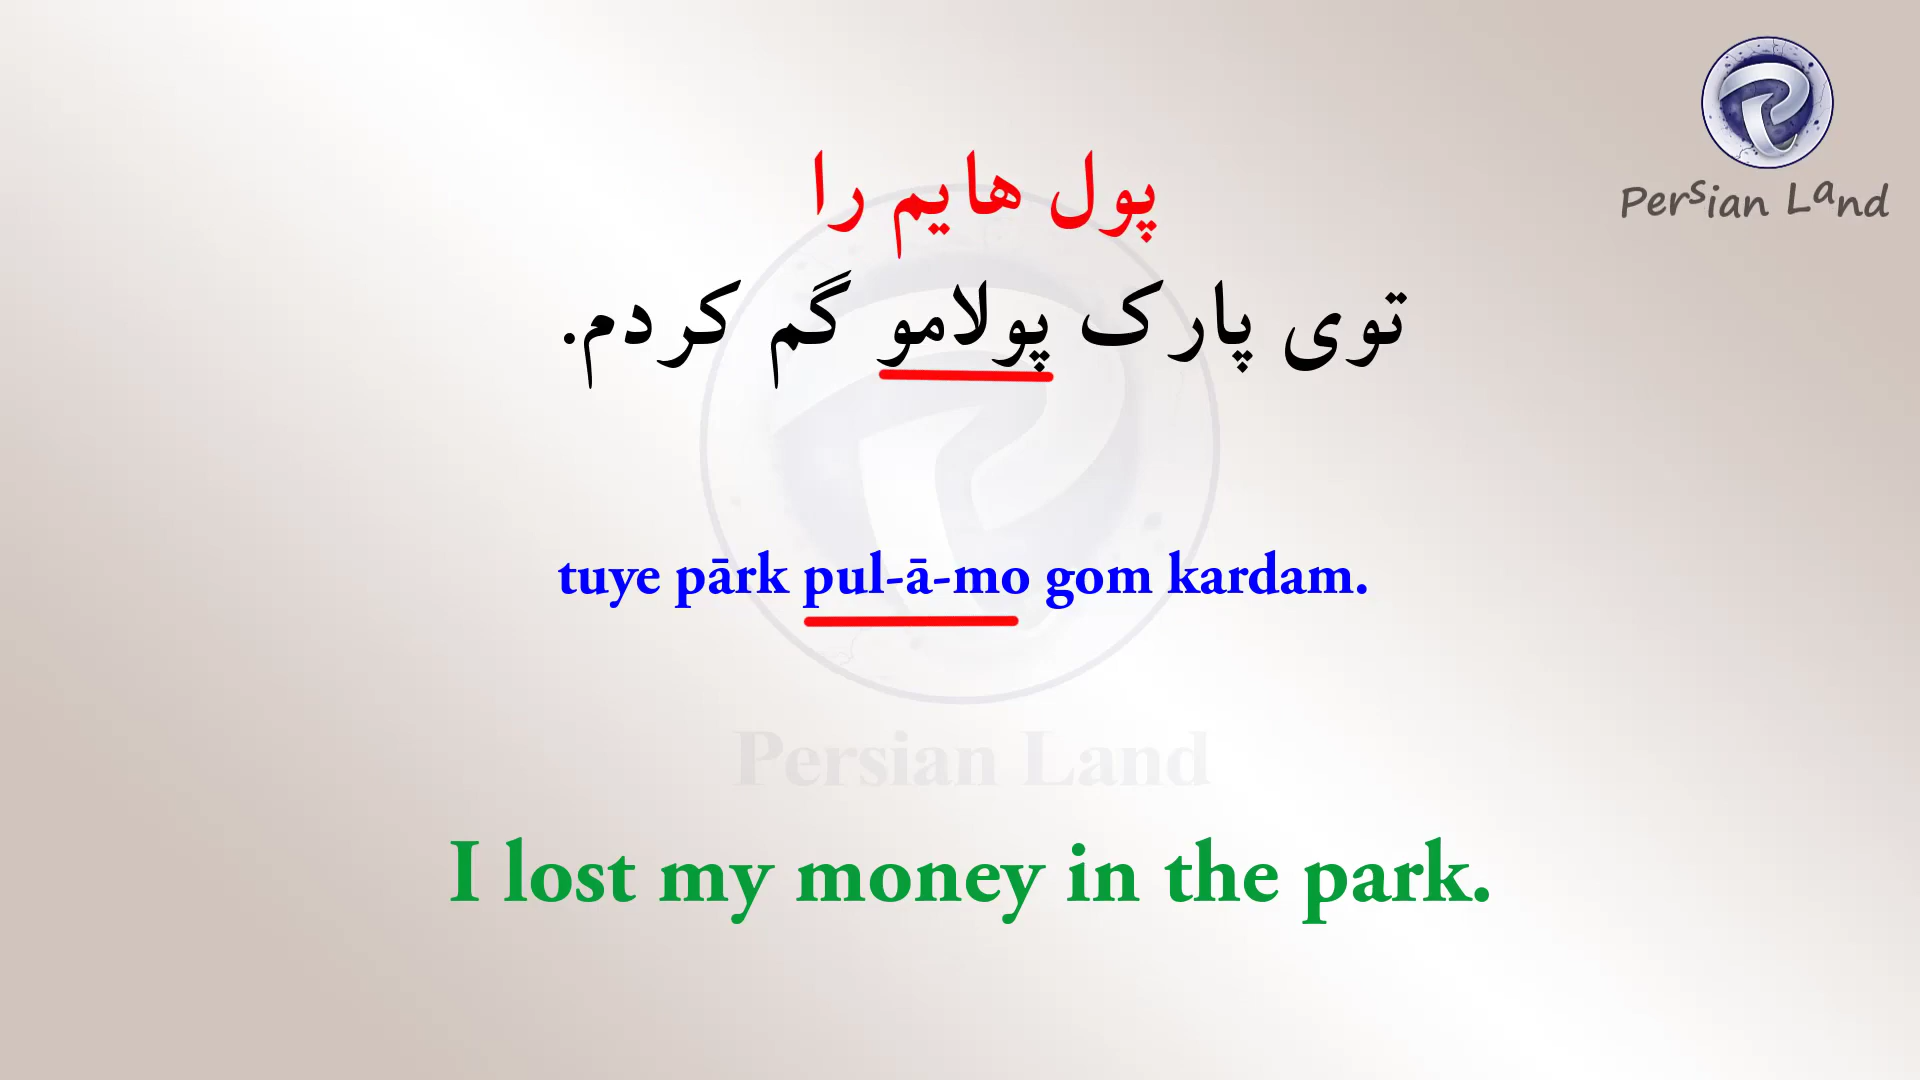 Persian Land
پول هایم را
توی پارک پولامو گم کردم.
tuye pārk pul-ā-mo gom kardam.
Persian Land
I lost my money in the park.